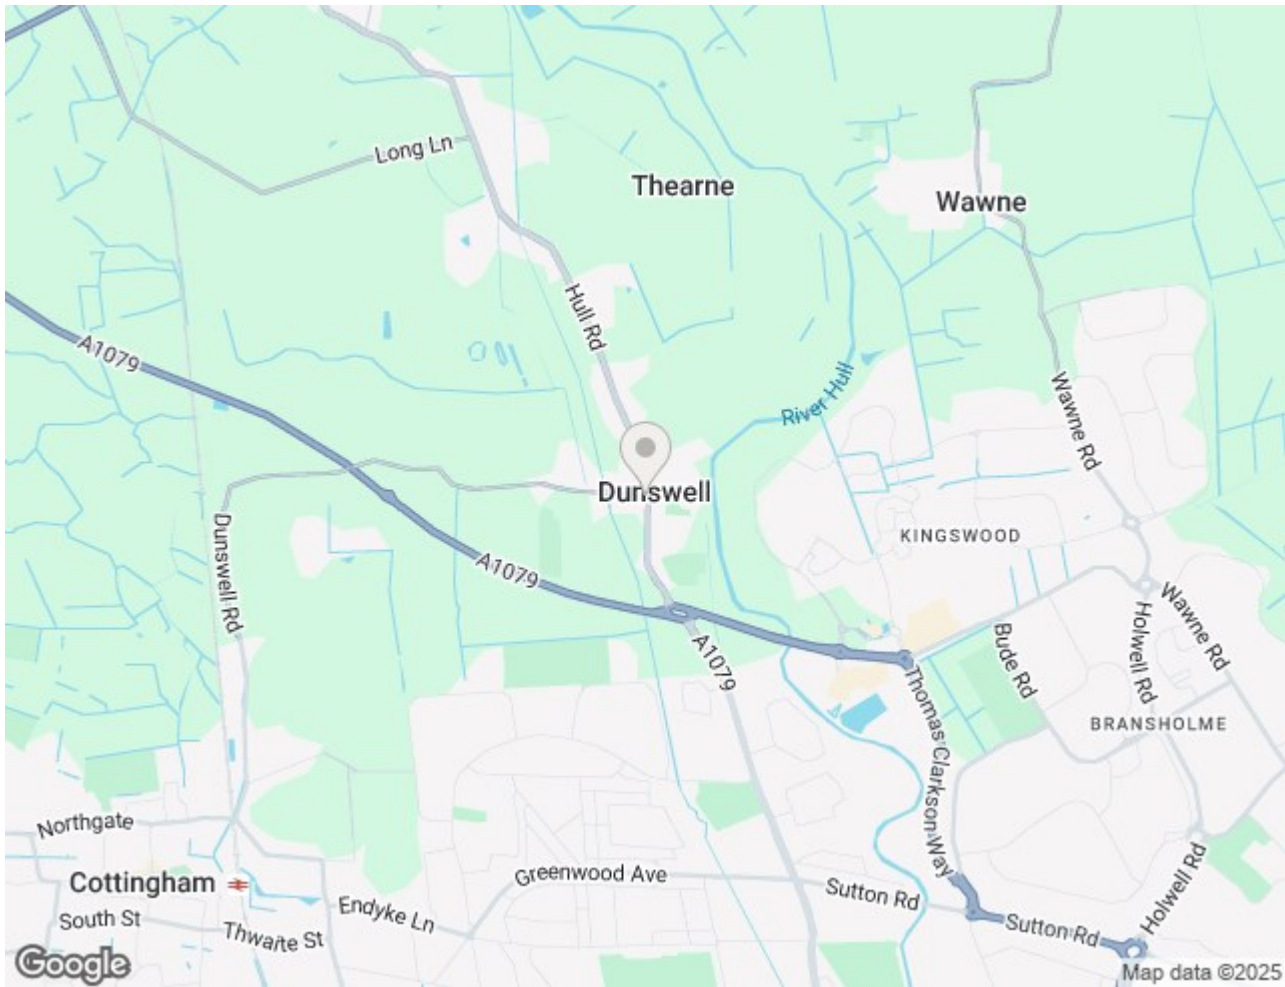 Long Ln
Thearne
Wawne
Hull Rd
A1079
River Hull
Wawne Rd
Dunswell
KINGSWOOD
Dunswell Rd
A1079
A1079
Bude Rd
Holwell Rd
Wawne Rd
Thomas Clarkson Way
BRANSHOLME
Northgate
Cottingham
Greenwood Ave
Sutton Rd
Holwell Rd
South St
Thwaite St
Endyke Ln
Sutton Rd
Google
Map data ©2025